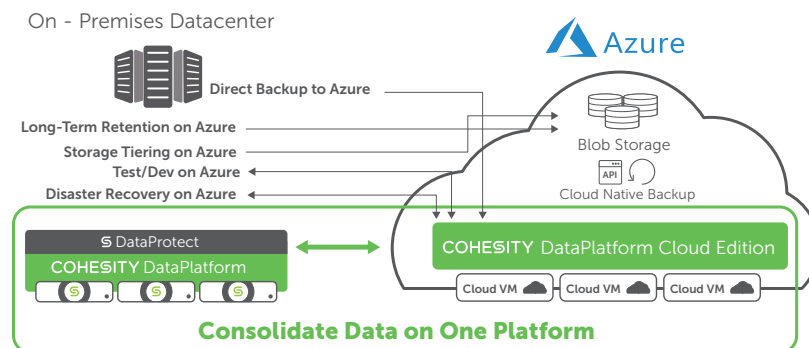 On - Premises Datacenter
Azure
Direct Backup to Azure
Long-Term Retention on Azure
Storage Tiering on Azure
Test/Dev on Azure
Disaster Recovery on Azure
Blob Storage
API
Cloud Native Backup
DataProtect
COHESITY DataPlatform
COHESITY DataPlatform Cloud Edition
Cloud VM
Cloud VM
Cloud VM
Consolidate Data on One Platform